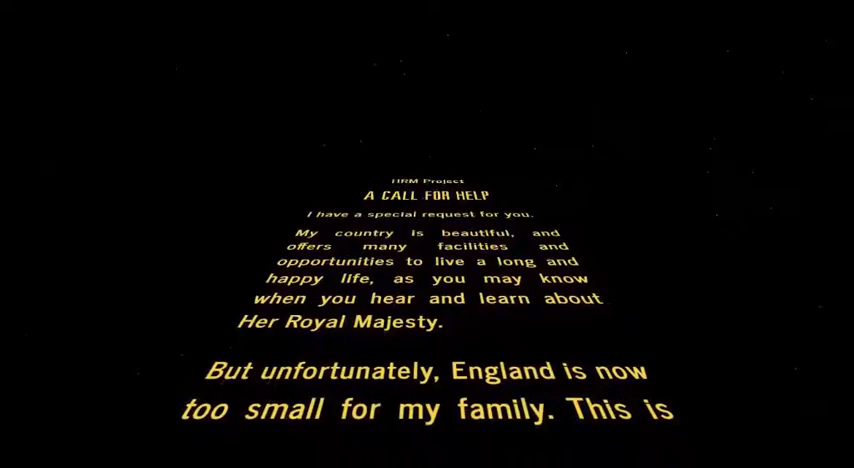 HRM Project
A CALL FOR HELP
I have a special request for you.
My country is beautiful, and
offers many facilities and
opportunities to live a long and
happy life, as you may know
when you hear and learn about
Her Royal Majesty.
But unfortunately, England is now
too small for my family. This is